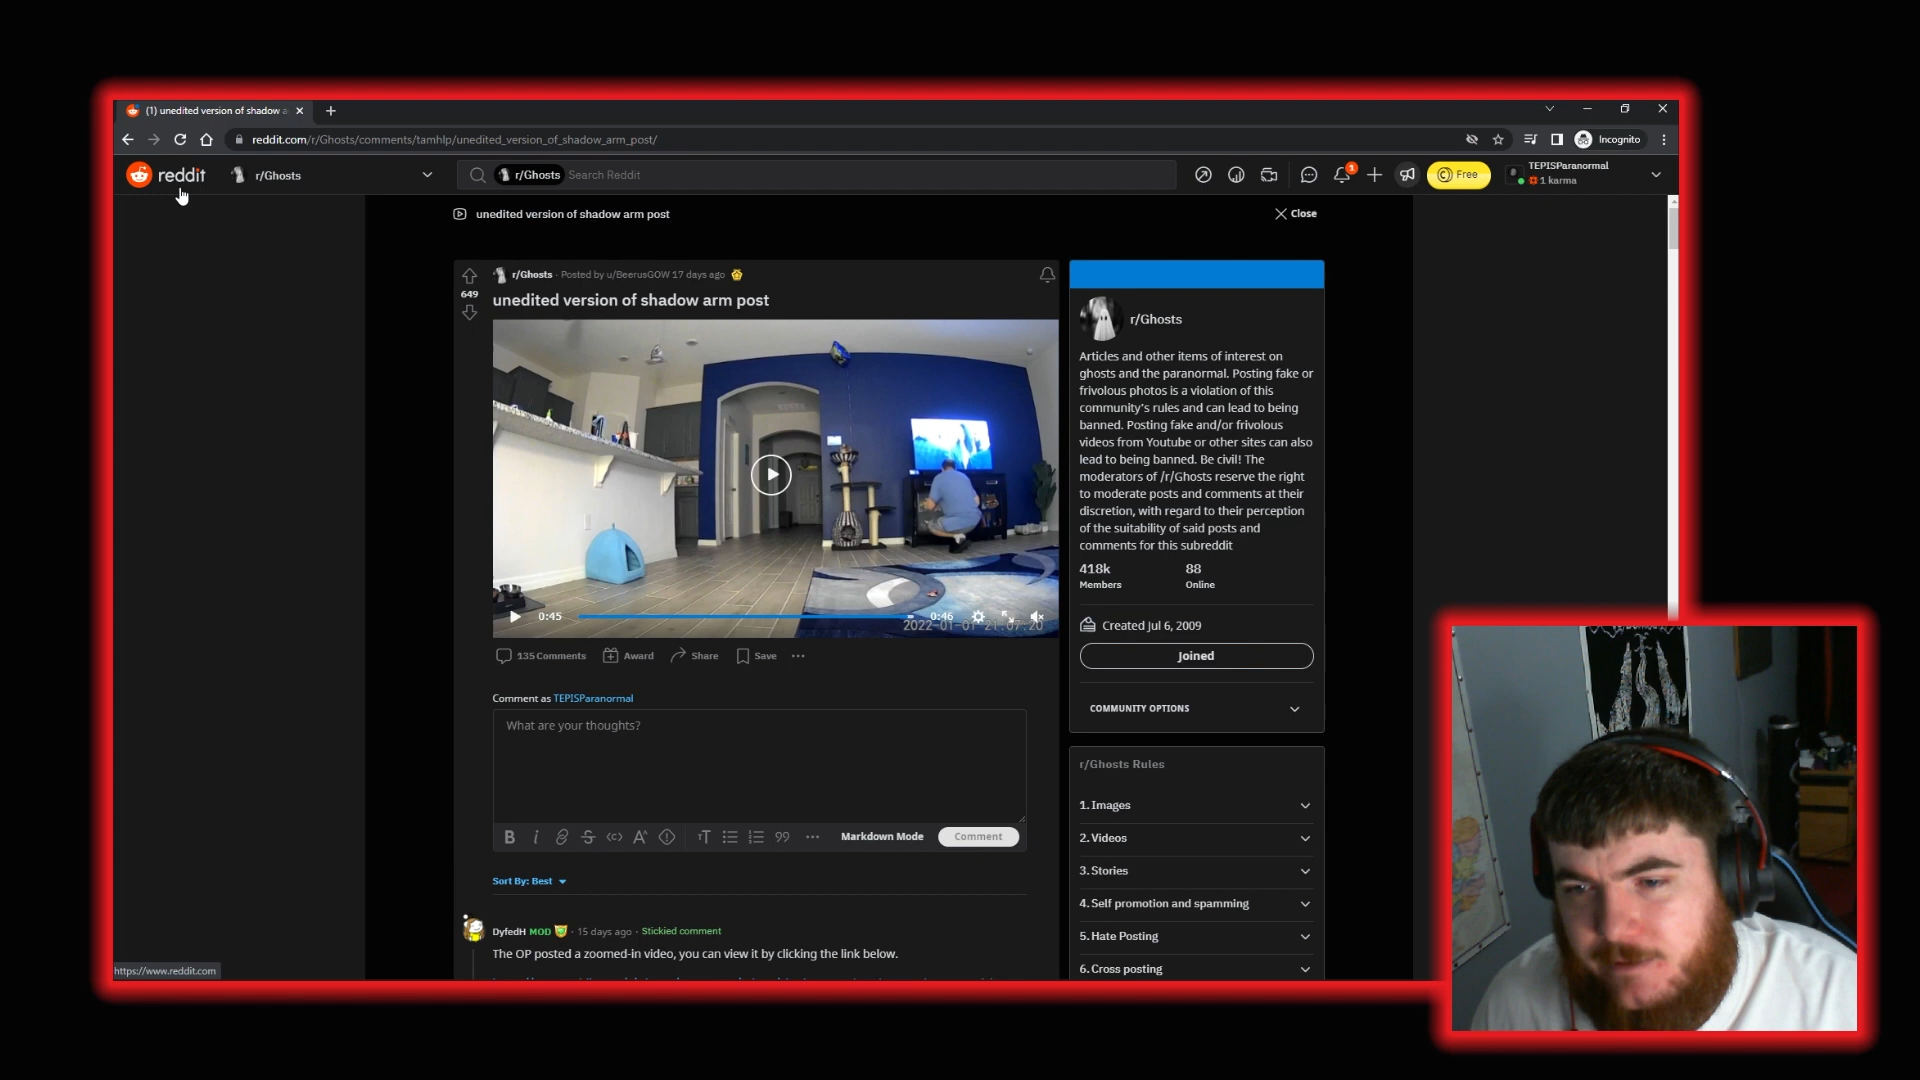 (1) unedited version of shadow a
reddit.com/r/Ghosts/comments/tamhlp/unedited_version_of_shadow_arm_post/
Incognito
reddit
r/Ghosts
r/Ghosts Search Reddit
1
Free
TEPISParanormal
1 karma
unedited version of shadow arm post
Close
r/Ghosts · Posted by u/BeerusGOW 17 days ago
649
unedited version of shadow arm post
0:45
0:46
2022-01-01 21:07:20
135 Comments
Award
Share
Save
Comment as TEPISParanormal
What are your thoughts?
Markdown Mode
Comment
Sort By: Best
DyfedH MOD · 15 days ago · Stickied comment
The OP posted a zoomed-in video, you can view it by clicking the link below.
r/Ghosts
Articles and other items of interest on
ghosts and the paranormal. Posting fake or
frivolous photos is a violation of this
community's rules and can lead to being
banned. Posting fake and/or frivolous
videos from Youtube or other sites can also
lead to being banned. Be civil! The
moderators of /r/Ghosts reserve the right
to moderate posts and comments at their
discretion, with regard to their perception
of the suitability of said posts and
comments for this subreddit
418k
88
Members
Online
Created Jul 6, 2009
Joined
COMMUNITY OPTIONS
r/Ghosts Rules
1. Images
2. Videos
3. Stories
4. Self promotion and spamming
5. Hate Posting
6. Cross posting
https://www.reddit.com